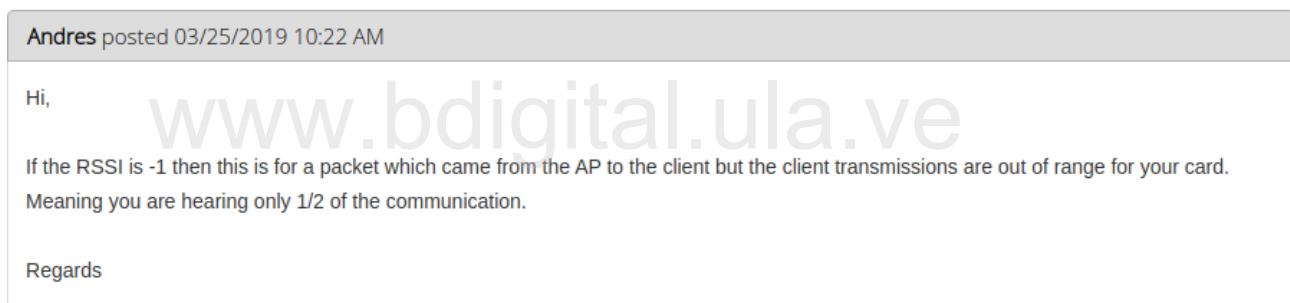 Andres posted 03/25/2019 10:22 AM
Hi,
www.bdigital.ula.ve
If the RSSI is -1 then this is for a packet which came from the AP to the client but the client transmissions are out of range for your card.
Meaning you are hearing only 1/2 of the communication.
Regards